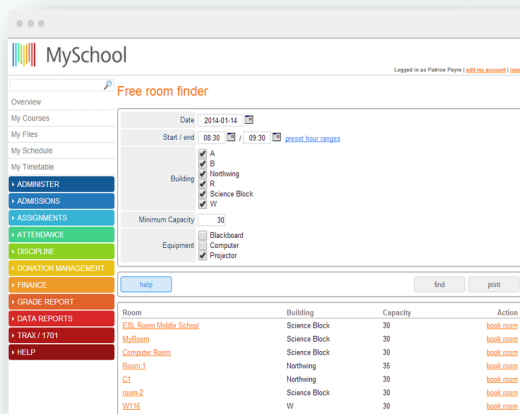 MySchool
Logged in as Patrice Peyre | edit my account |
Free room finder
Overview
My Courses
My Files
My Schedule
My Timetable
ADMINISTER
ADMISSIONS
ASSIGNMENTS
ATTENDANCE
DISCIPLINE
DONATION MANAGEMENT
FINANCE
GRADE REPORT
DATA REPORTS
TRAX / 1701
HELP
Date 2014-01-14
Start / end 08:30 / 09:30 preset hour ranges
Building
A
B
Northwing
R
Science Block
W
Minimum Capacity 30
Equipment
Blackboard
Computer
Projector
help find print
Room Building Capacity Action
ESL Room Middle School Science Block 30 book room
MyRoom Science Block 30 book room
Computer Room Science Block 30 book room
Room 1 Northwing 35 book room
C1 Northwing 30 book room
room-2 Science Block 30 book room
W116 W 30 book room